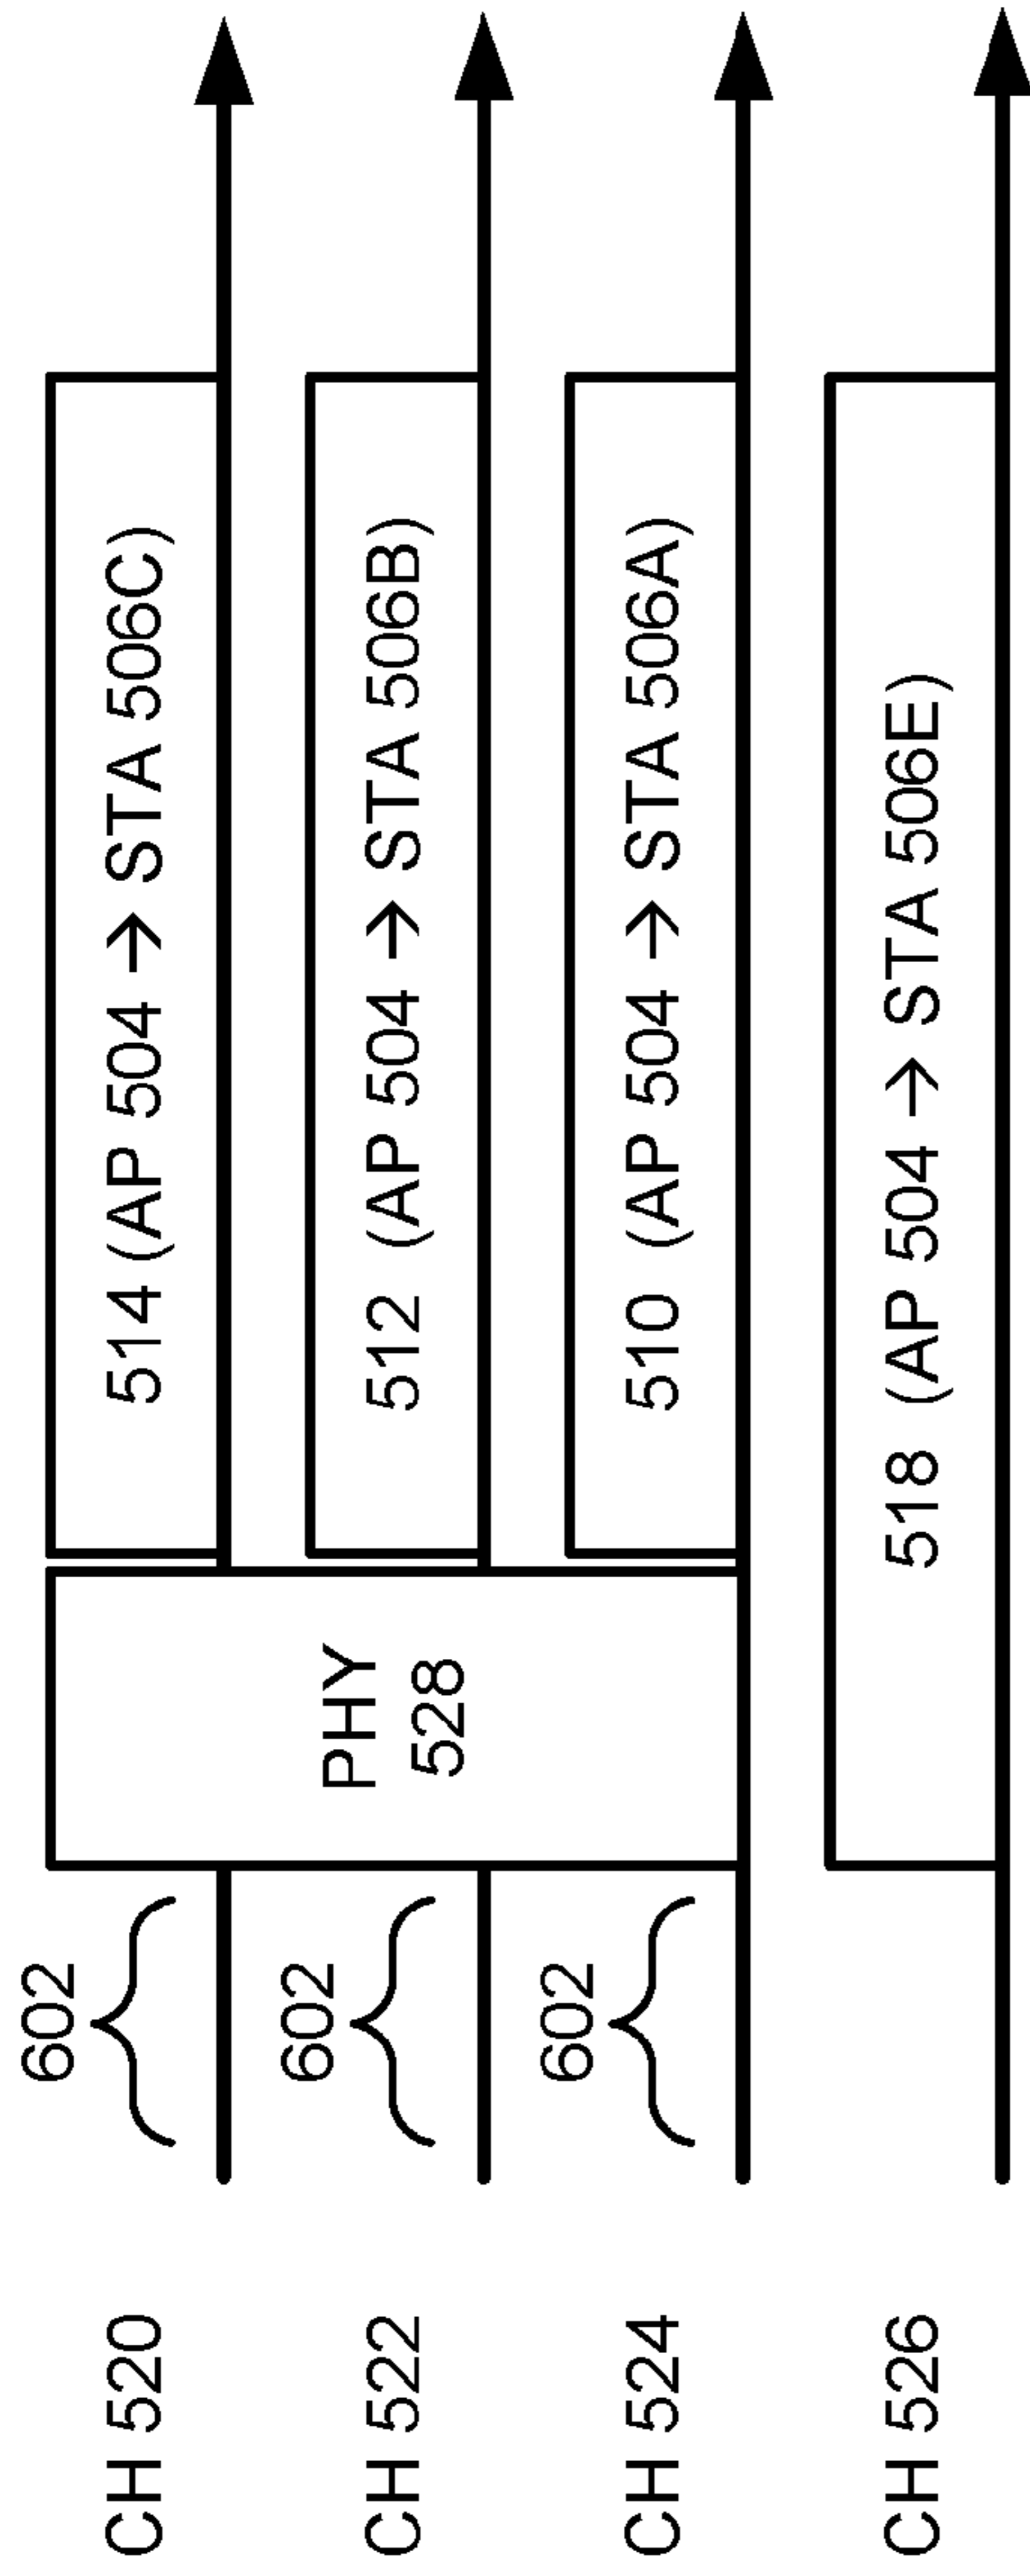 602
CH 520
514 (AP 504 → STA 506C)
602
CH 522
PHY
528
512 (AP 504 → STA 506B)
602
CH 524
510 (AP 504 → STA 506A)
CH 526
518 (AP 504 → STA 506E)